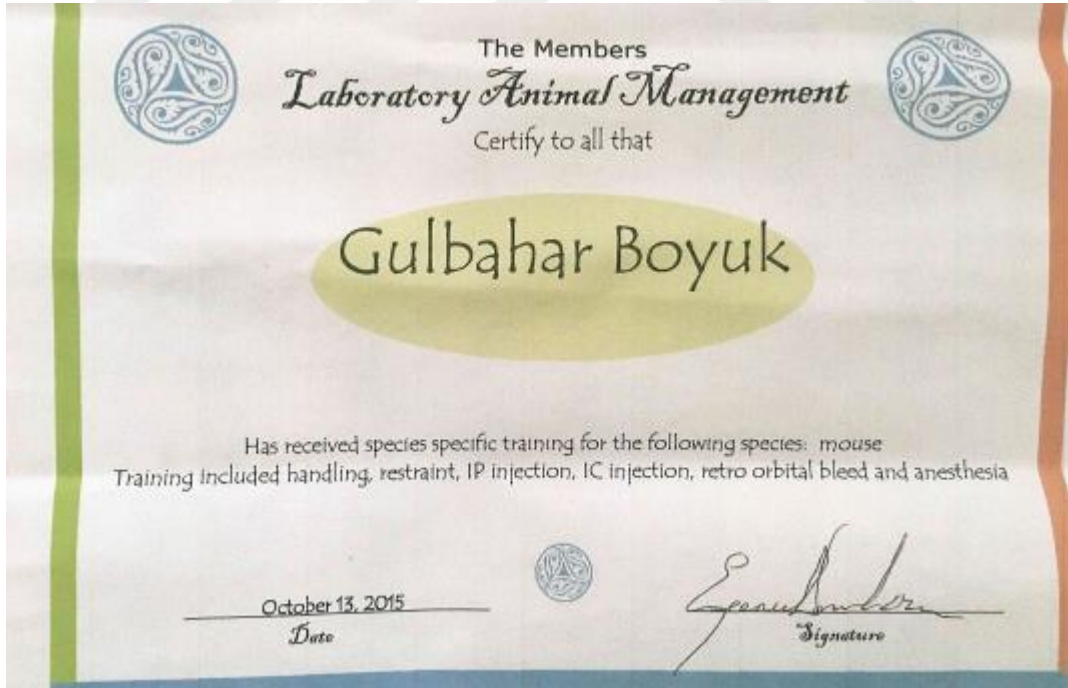 The Members
Laboratory Animal Management
Certify to all that
Gulbahar Boyuk
Has received species specific training for the following species: mouse
Training included handling, restraint, IP injection, IC injection, retro orbital bleed and anesthesia
October 13, 2015
Date
Signature